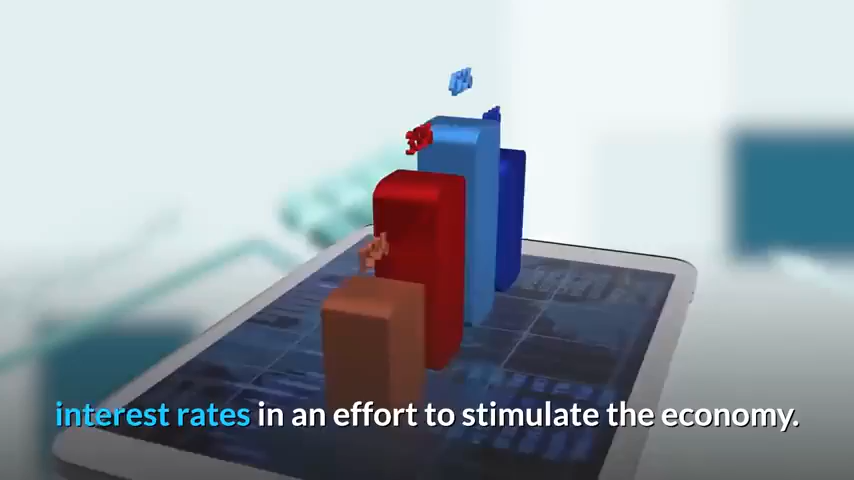 interest rates in an effort to stimulate the economy.